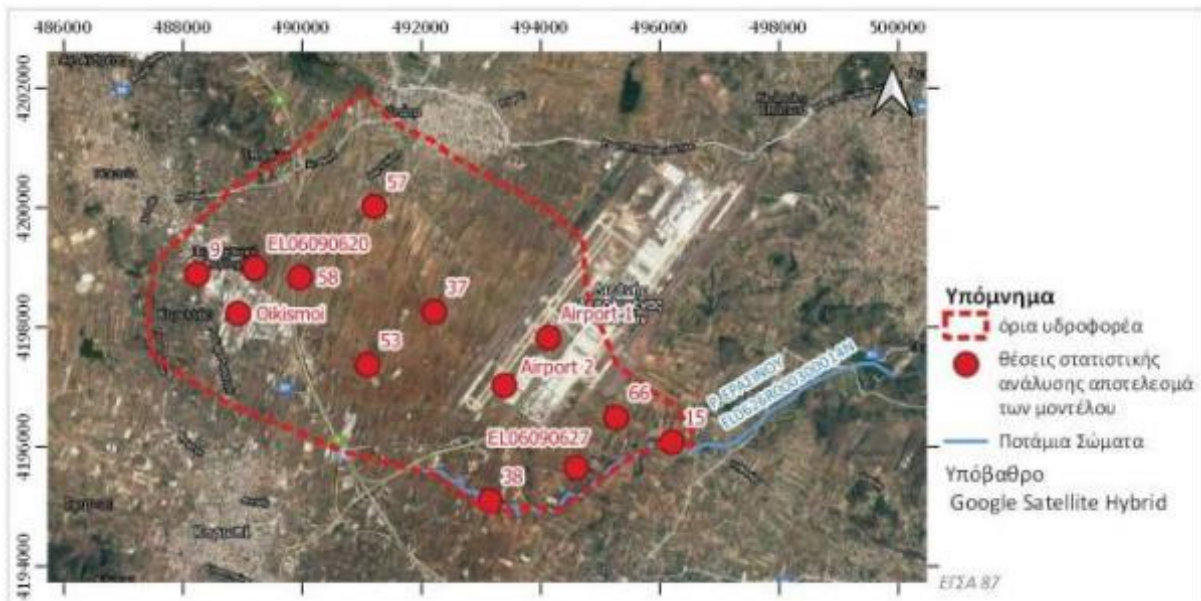 486000 488000 490000 492000 494000 496000 498000 500000
4202000
4200000
4198000
4196000
4194000
57
9
EL06090620
58
Oikismoi
37
53
Airport 1
Airport 2
66
15
EL06090627
38
Ρ. ΕΡΑΣΙΝΟΥ
EL0626R000300014N
Υπόμνημα
όρια υδροφορέα
θέσεις στατιστικής
ανάλυσης αποτελεσμά
των μοντέλου
Ποτάμια Σώματα
Υπόβαθρο
Google Satellite Hybrid
ΕΓΣΑ 87